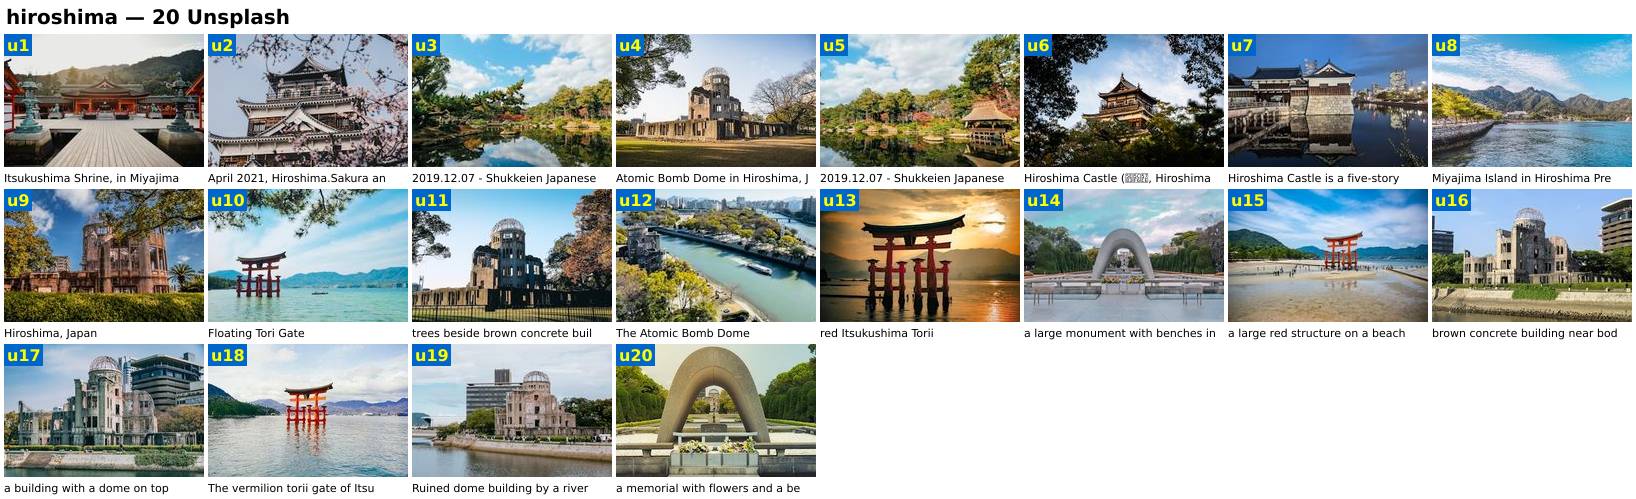 hiroshima — 20 Unsplash
u1
u2
u3
u4
u5
u6
u7
u8
Itsukushima Shrine, in Miyajima
April 2021, Hiroshima.Sakura an
2019.12.07 - Shukkeien Japanese
Atomic Bomb Dome in Hiroshima, J
2019.12.07 - Shukkeien Japanese
Hiroshima Castle (, Hiroshima
Hiroshima Castle is a five-story
Miyajima Island in Hiroshima Pre
u9
u10
u11
u12
u13
u14
u15
u16
Hiroshima, Japan
Floating Tori Gate
trees beside brown concrete buil
The Atomic Bomb Dome
red Itsukushima Torii
a large monument with benches in
a large red structure on a beach
brown concrete building near bod
u17
u18
u19
u20
a building with a dome on top
The vermilion torii gate of Itsu
Ruined dome building by a river
a memorial with flowers and a be